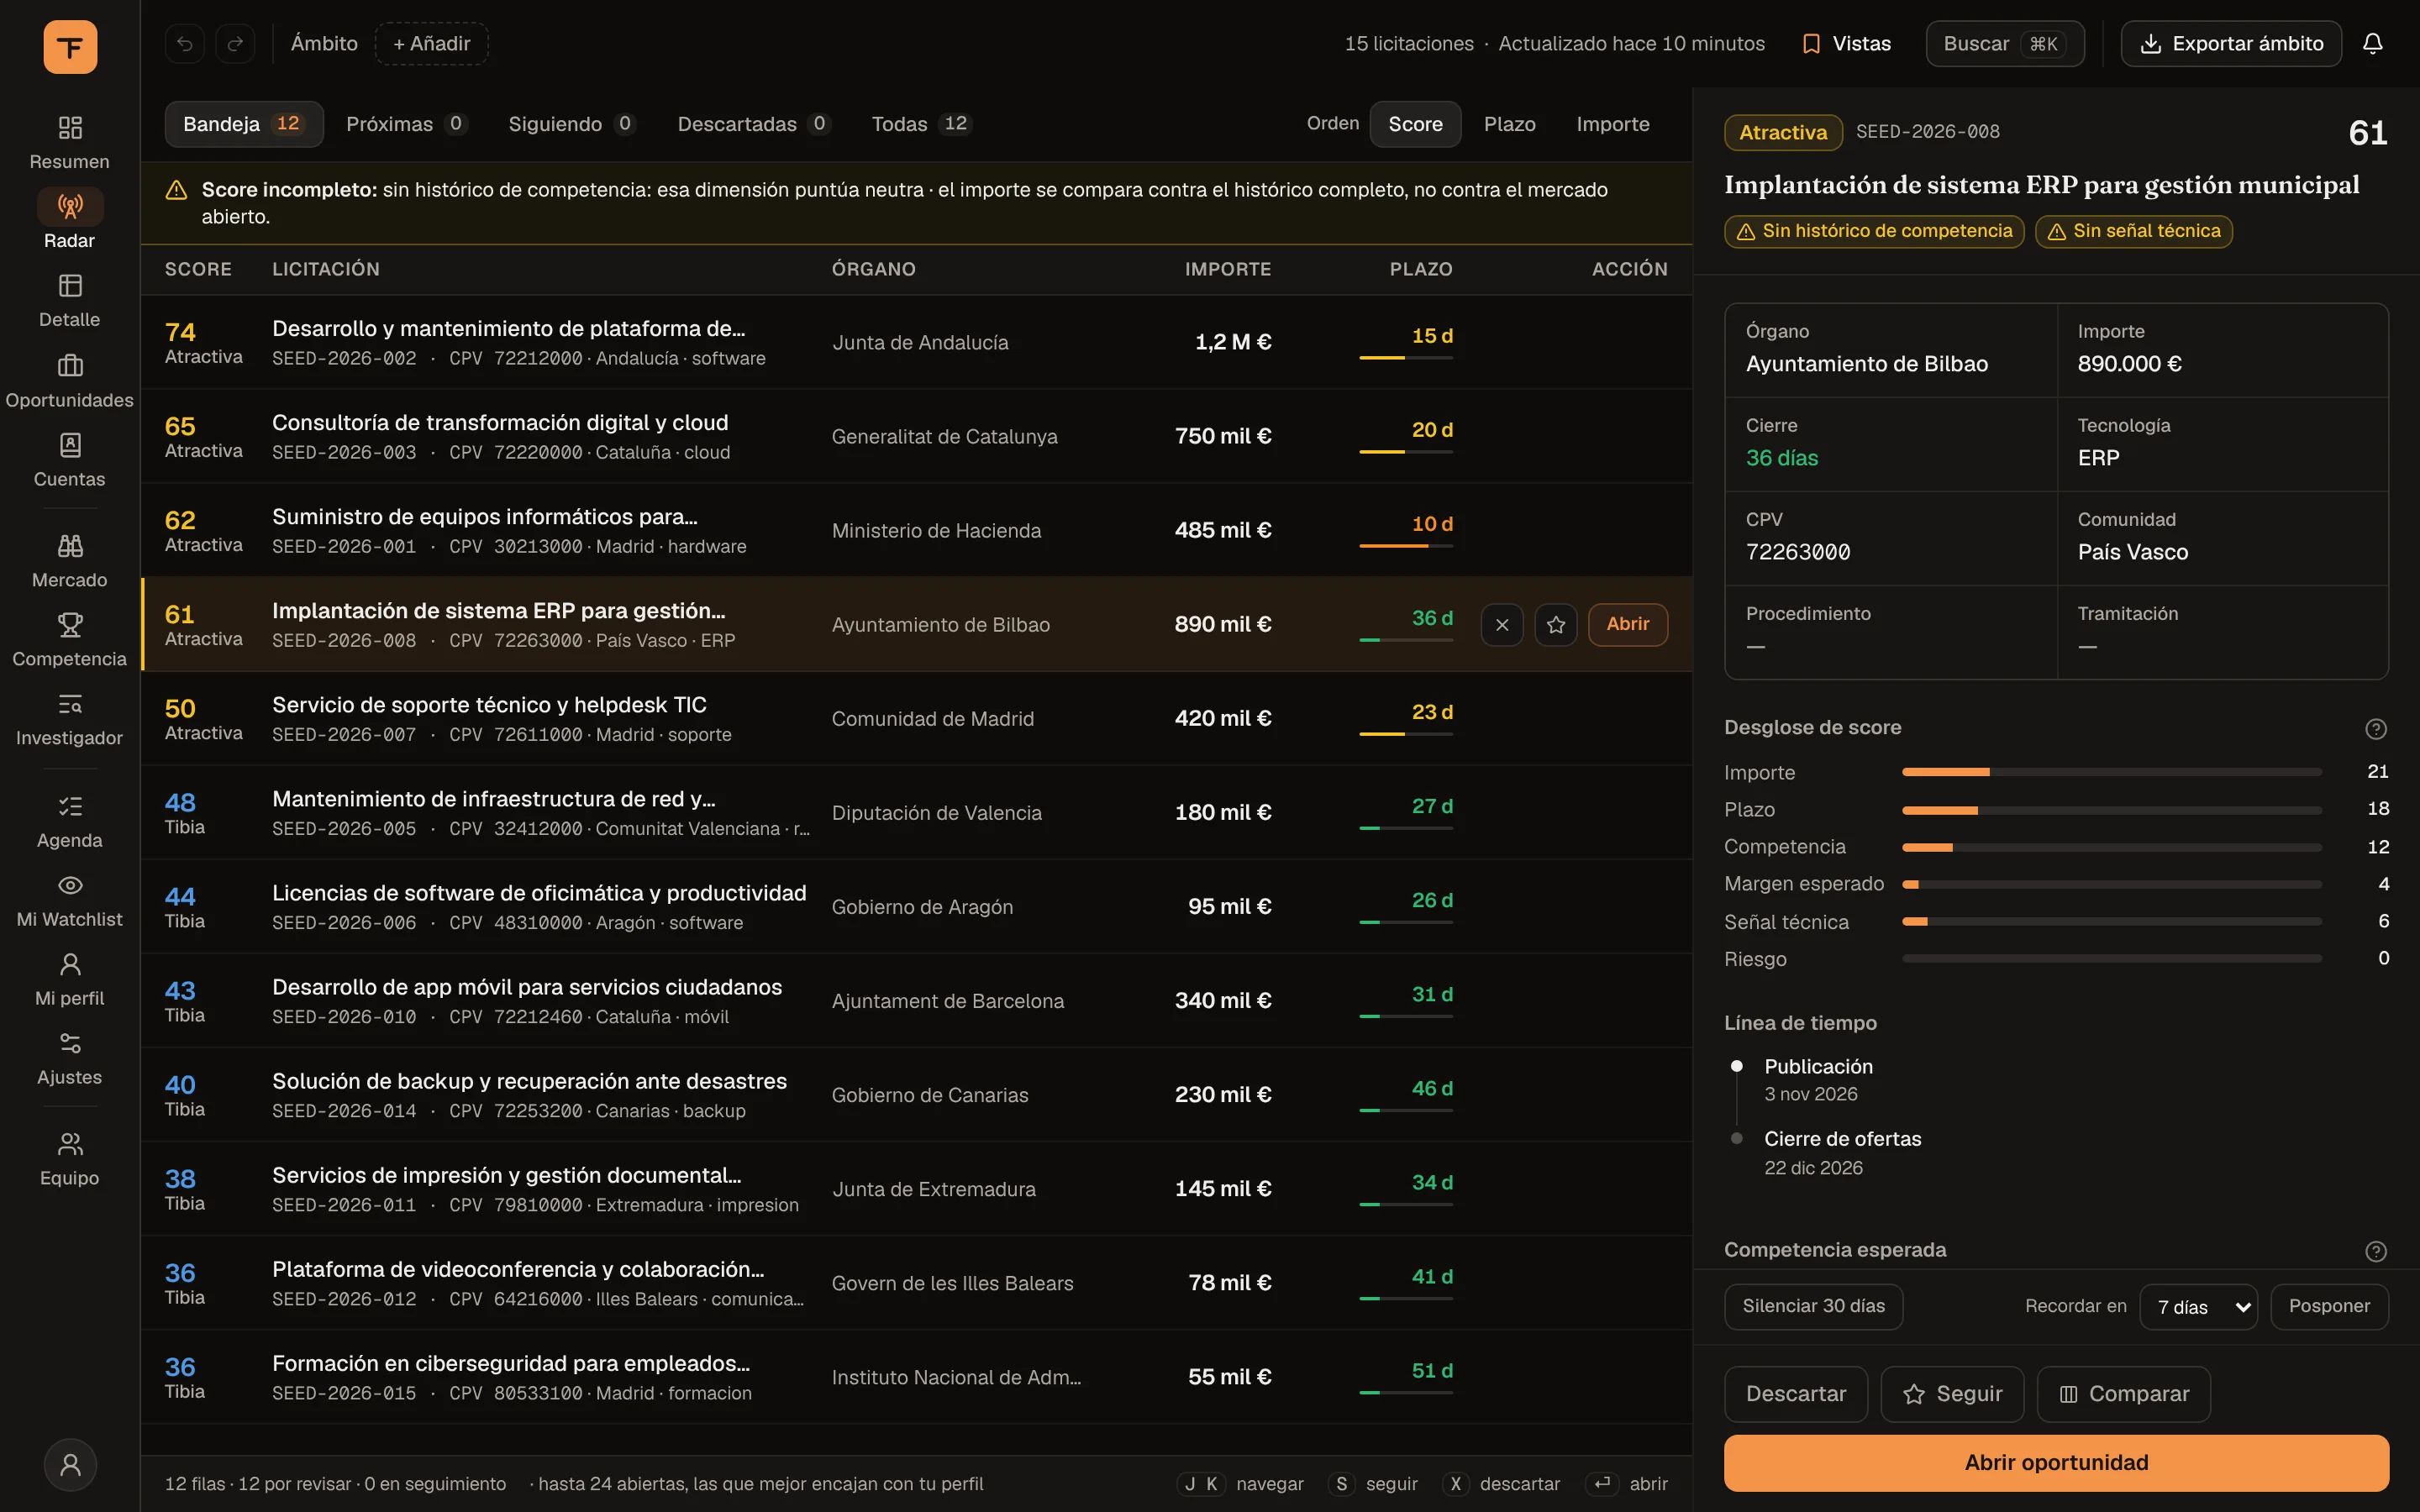 TF
Resumen
Radar
Detalle
Oportunidades
Cuentas
Mercado
Competencia
Investigador
Agenda
Mi Watchlist
Mi perfil
Ajustes
Equipo
Ámbito
+ Añadir
15 licitaciones · Actualizado hace 10 minutos
Vistas
Buscar ⌘K
Exportar ámbito
Bandeja 12
Próximas 0
Siguiendo 0
Descartadas 0
Todas 12
Orden
Score
Plazo
Importe
Score incompleto: sin histórico de competencia: esa dimensión puntúa neutra · el importe se compara contra el histórico completo, no contra el mercado
abierto.
SCORE LICITACIÓN ÓRGANO IMPORTE PLAZO ACCIÓN
74 Desarrollo y mantenimiento de plataforma de… Junta de Andalucía 1,2 M € 15 d
Atractiva SEED-2026-002 · CPV 72212000 · Andalucía · software
65 Consultoría de transformación digital y cloud Generalitat de Catalunya 750 mil € 20 d
Atractiva SEED-2026-003 · CPV 72220000 · Cataluña · cloud
62 Suministro de equipos informáticos para… Ministerio de Hacienda 485 mil € 10 d
Atractiva SEED-2026-001 · CPV 30213000 · Madrid · hardware
61 Implantación de sistema ERP para gestión… Ayuntamiento de Bilbao 890 mil € 36 d Abrir
Atractiva SEED-2026-008 · CPV 72263000 · País Vasco · ERP
50 Servicio de soporte técnico y helpdesk TIC Comunidad de Madrid 420 mil € 23 d
Atractiva SEED-2026-007 · CPV 72611000 · Madrid · soporte
48 Mantenimiento de infraestructura de red y… Diputación de Valencia 180 mil € 27 d
Tibia SEED-2026-005 · CPV 32412000 · Comunitat Valenciana · r…
44 Licencias de software de oficimática y productividad Gobierno de Aragón 95 mil € 26 d
Tibia SEED-2026-006 · CPV 48310000 · Aragón · software
43 Desarrollo de app móvil para servicios ciudadanos Ajuntament de Barcelona 340 mil € 31 d
Tibia SEED-2026-010 · CPV 72212460 · Cataluña · móvil
40 Solución de backup y recuperación ante desastres Gobierno de Canarias 230 mil € 46 d
Tibia SEED-2026-014 · CPV 72253200 · Canarias · backup
38 Servicios de impresión y gestión documental… Junta de Extremadura 145 mil € 34 d
Tibia SEED-2026-011 · CPV 79810000 · Extremadura · impresion
36 Plataforma de videoconferencia y colaboración… Govern de les Illes Balears 78 mil € 41 d
Tibia SEED-2026-012 · CPV 64216000 · Illes Balears · comunica…
36 Formación en ciberseguridad para empleados… Instituto Nacional de Adm… 55 mil € 51 d
Tibia SEED-2026-015 · CPV 80533100 · Madrid · formacion
12 filas · 12 por revisar · 0 en seguimiento · hasta 24 abiertas, las que mejor encajan con tu perfil
J K navegar S seguir X descartar abrir
Atractiva SEED-2026-008 61
Implantación de sistema ERP para gestión municipal
Sin histórico de competencia
Sin señal técnica
Órgano
Ayuntamiento de Bilbao
Importe
890.000 €
Cierre
36 días
Tecnología
ERP
CPV
72263000
Comunidad
País Vasco
Procedimiento
—
Tramitación
—
Desglose de score ?
Importe 21
Plazo 18
Competencia 12
Margen esperado 4
Señal técnica 6
Riesgo 0
Línea de tiempo
Publicación
3 nov 2026
Cierre de ofertas
22 dic 2026
Competencia esperada ?
Silenciar 30 días
Recordar en 7 días Posponer
Descartar
Seguir
Comparar
Abrir oportunidad